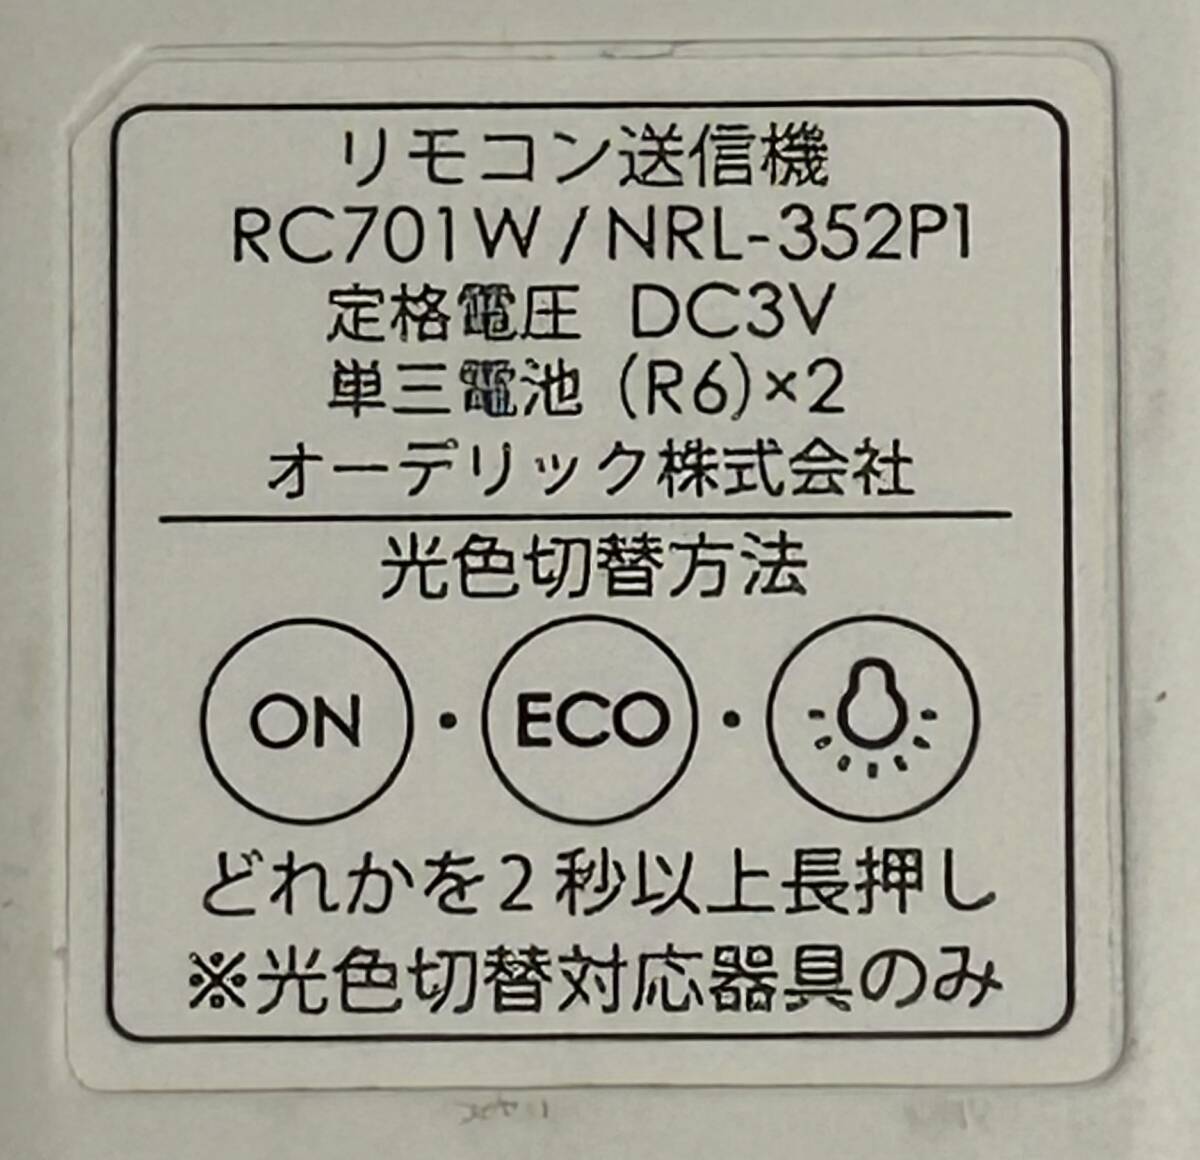 リモコン送信機
RC701W/NRL-352P1
定格電圧 DC3V
単三電池 (R6)×2
オーデリック株式会社
光色切替方法
ON・ECO・
どれかを2秒以上長押し
※光色切替対応器具のみ